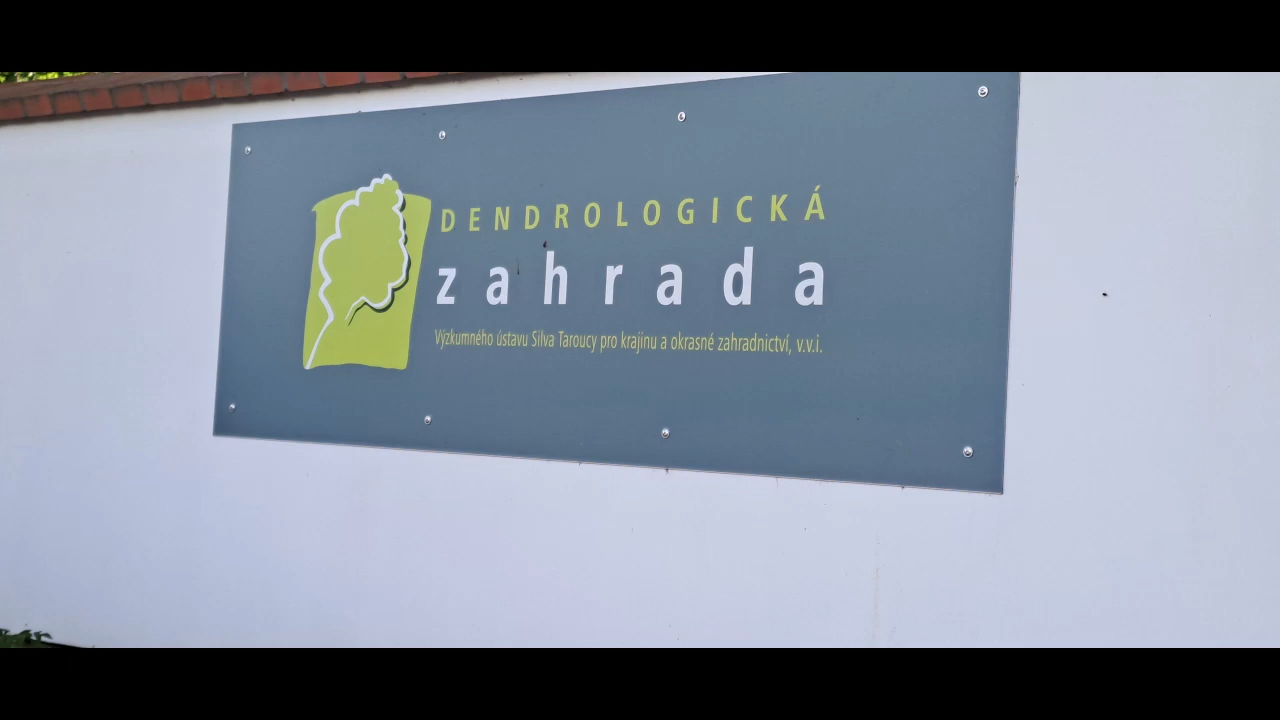 DENDROLOGICKÁ
zahrada
Výzkumného ústavu Silva Taroucy pro krajinu a okrasné zahradnictví, v.v.i.